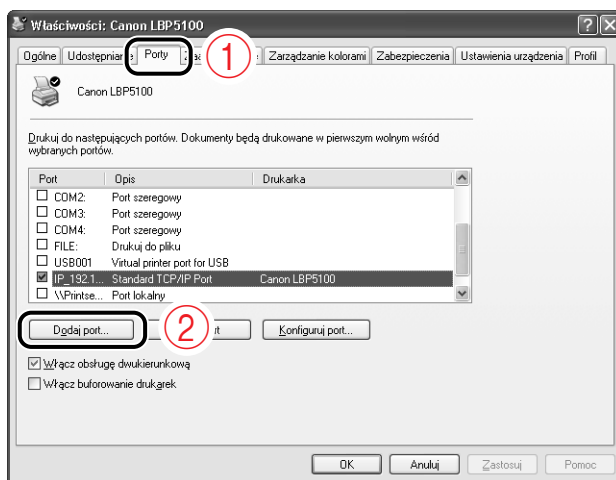 Właściwości: Canon LBP5100
Ogólne Udostępnianie Porty 1 Zarządzanie kolorami Zabezpieczenia Ustawienia urządzenia Profil
Canon LBP5100
Drukuj do następujących portów. Dokumenty będą drukowane w pierwszym wolnym wśród
wybranych portów.
Port Opis Drukarka
COM2: Port szeregowy
COM3: Port szeregowy
COM4: Port szeregowy
FILE: Drukuj do pliku
USB001 Virtual printer port for USB
IP_192.1... Standard TCP/IP Port Canon LBP5100
\\Printse... Port lokalny
Dodaj port... 2 Konfiguruj port...
Włącz obsługę dwukierunkową
Włącz buforowanie drukarek
OK Anuluj Zastosuj Pomoc